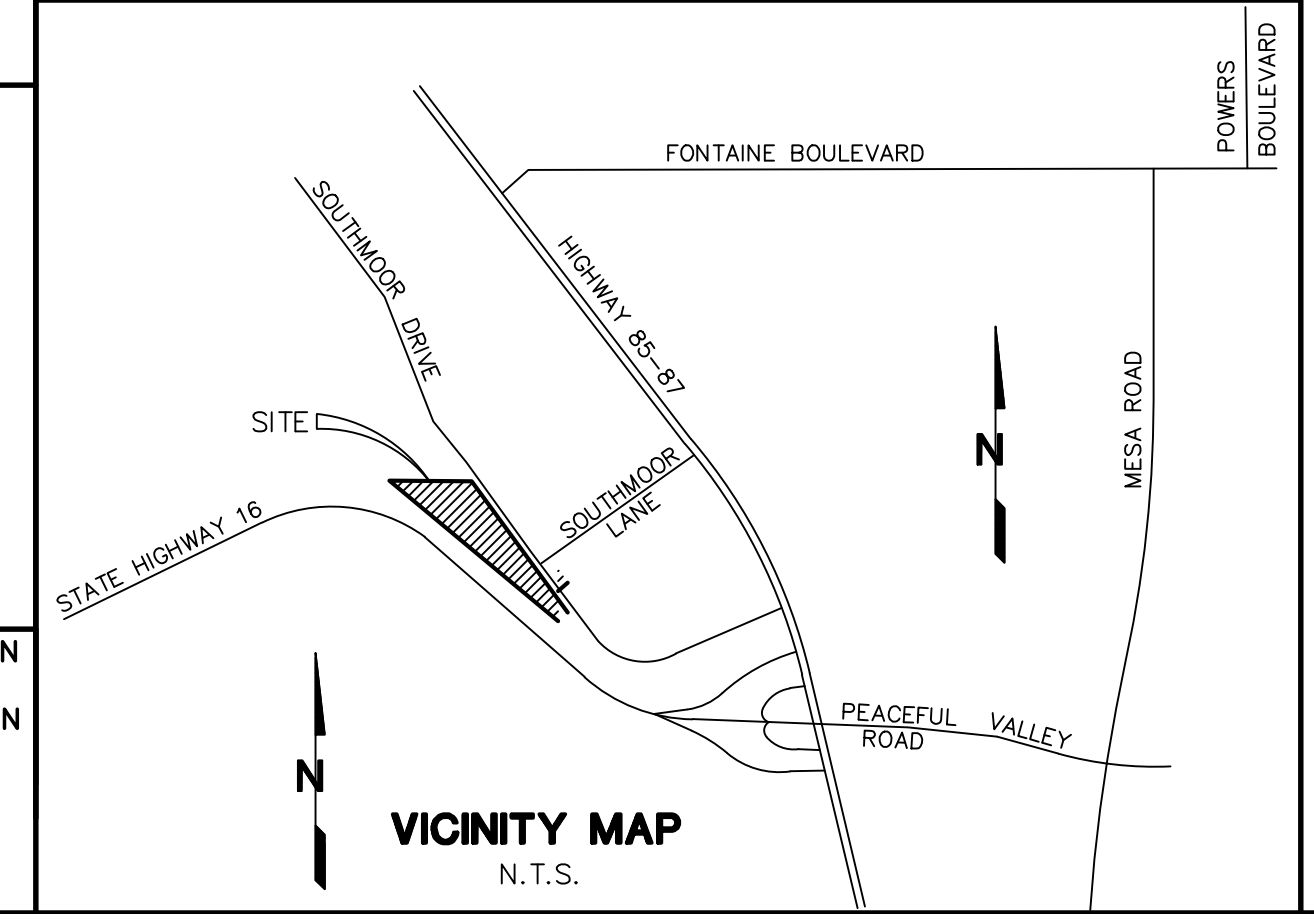 POWERS
BOULEVARD
FONTAINE BOULEVARD
SOUTHMOOR DRIVE
HIGHWAY 85-87
MESA ROAD
SITE
N
SOUTHMOOR
LANE
STATE HIGHWAY 16
N
N
PEACEFUL VALLEY
ROAD
N
VICINITY MAP
N.T.S.